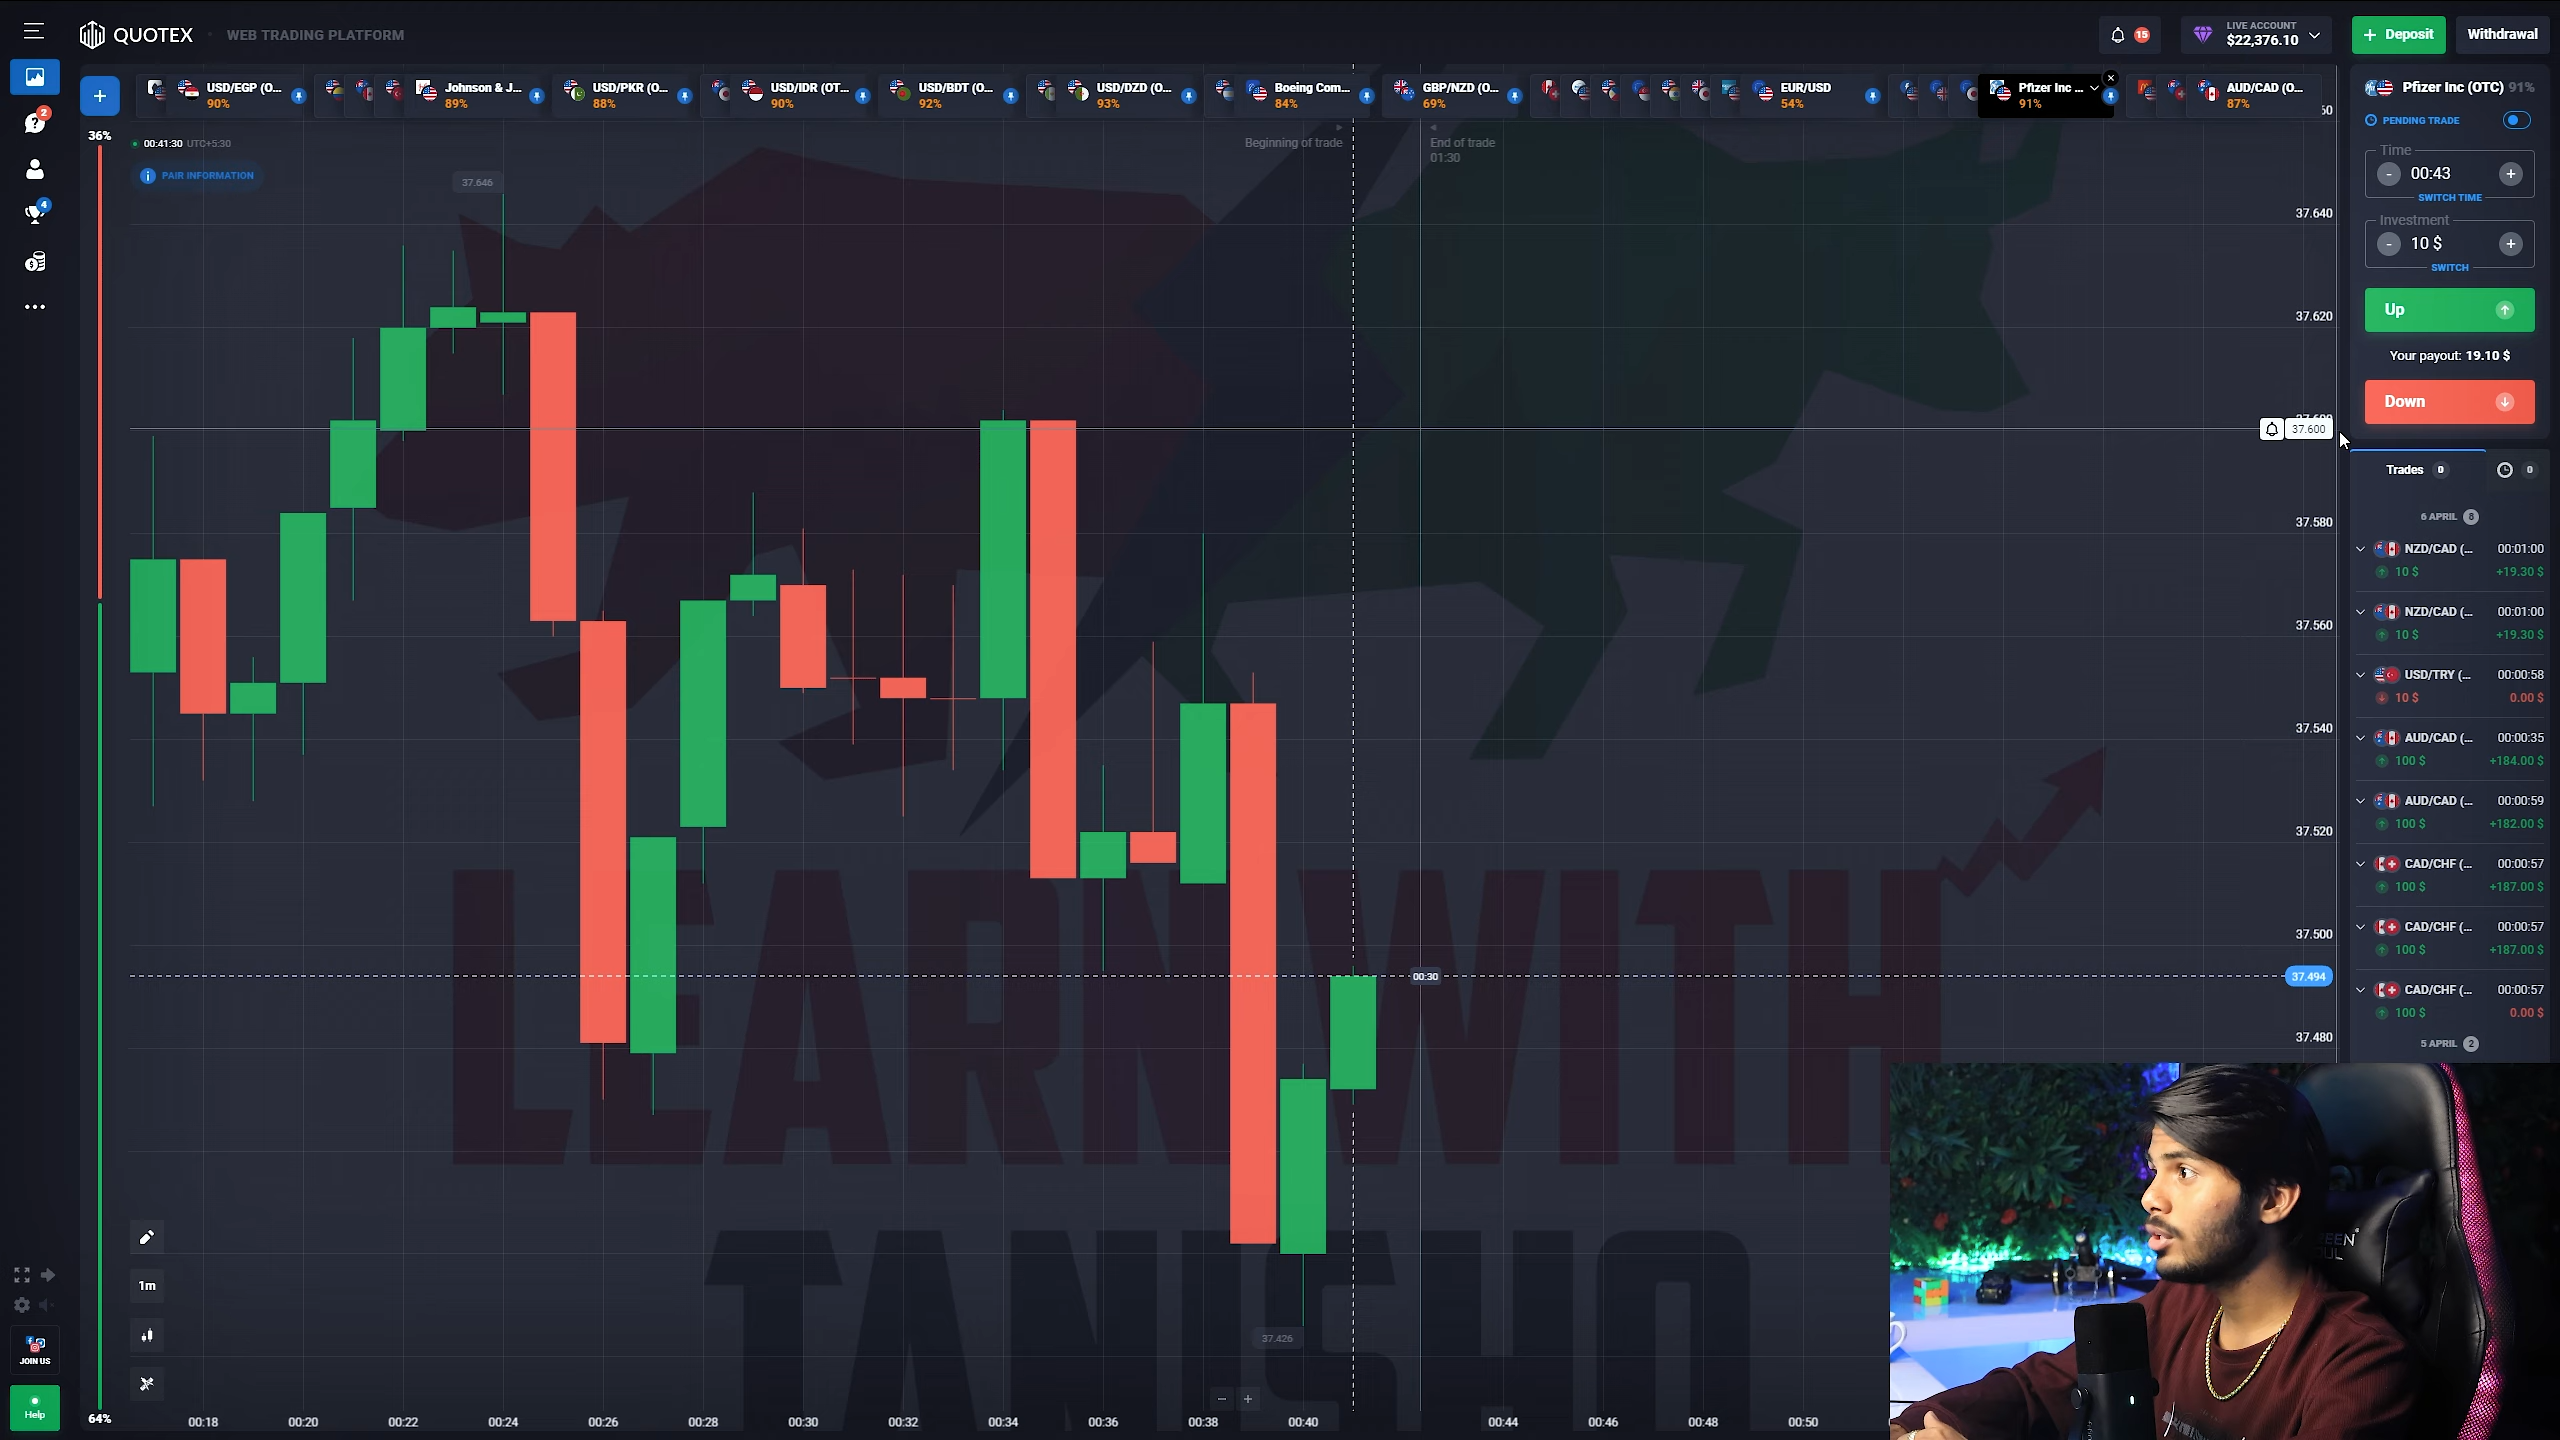 QUOTEX
WEB TRADING PLATFORM
15
LIVE ACCOUNT
$22,376.10
+ Deposit
Withdrawal
2
4
JOIN US
Help
+
USD/EGP (O...
90%
Johnson & J...
89%
USD/PKR (O...
88%
USD/IDR (OT...
90%
USD/BDT (O...
92%
USD/DZD (O...
93%
Boeing Com...
84%
GBP/NZD (O...
69%
EUR/USD
54%
Pfizer Inc ...
91%
AUD/CAD (O...
87%
36%
64%
00:41:30 UTC+5:30
PAIR INFORMATION
Beginning of trade
End of trade
01:30
37.646
37.640
37.620
37.600
37.580
37.560
37.540
37.520
37.500
00:30
37.494
37.480
37.426
LEARN WITH
1m
00:18
00:20
00:22
00:24
00:26
00:28
00:30
00:32
00:34
00:36
00:38
00:40
00:44
00:46
00:48
00:50
Pfizer Inc (OTC) 91%
PENDING TRADE
Time
- 00:43 +
SWITCH TIME
Investment
- 10 $ +
SWITCH
Up
Your payout: 19.10 $
Down
Trades 0
0
6 APRIL 8
NZD/CAD (... 00:01:00
10 $ +19.30 $
NZD/CAD (... 00:01:00
10 $ +19.30 $
USD/TRY (... 00:00:58
10 $ 0.00 $
AUD/CAD (... 00:00:35
100 $ +184.00 $
AUD/CAD (... 00:00:59
100 $ +182.00 $
CAD/CHF (... 00:00:57
100 $ +187.00 $
CAD/CHF (... 00:00:57
100 $ +187.00 $
CAD/CHF (... 00:00:57
100 $ 0.00 $
5 APRIL 2